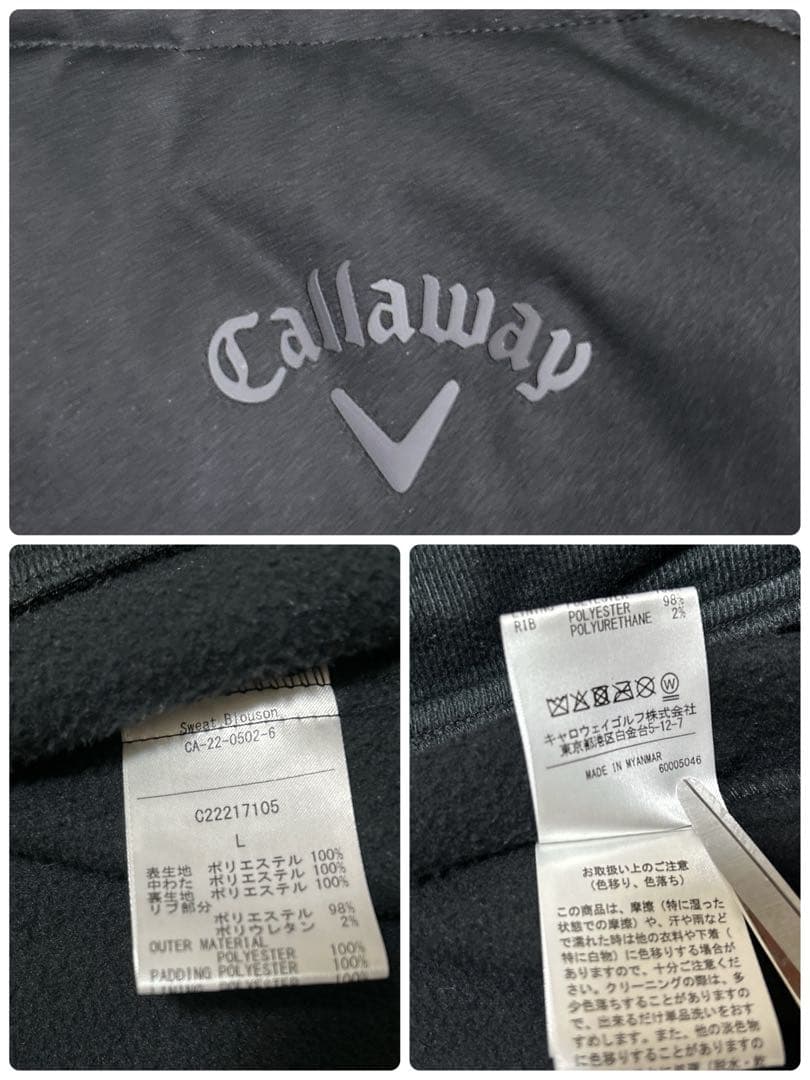 Callaway
Sweat Blouson
CA-22-0502-6
C22217105
L
表生地 ポリエステル 100%
中わた ポリエステル 100%
裏生地 ポリエステル 100%
リブ部分
ポリエステル 98%
ポリウレタン 2%
OUTER MATERIAL
POLYESTER 100%
PADDING POLYESTER 100%
LINING POLYESTER 100%
POLYESTER 98%
RIB POLYURETHANE 2%
W
キャロウェイゴルフ株式会社
東京都港区白金台5-12-7
MADE IN MYANMAR
60005046
お取扱い上のご注意
（色移り、色落ち）
この商品は、摩擦（特に湿った
状態での摩擦）や、汗や雨など
で濡れた時は他の衣料や下着（
特に白物）に色移りする場合が
ありますので、十分ご注意くださ
さい。クリーニングの際は、多
少色落ちすることがありますの
で、出来るだけ単品洗いをおす
すめします。また、他の淡色物
に色移りすることがありますの